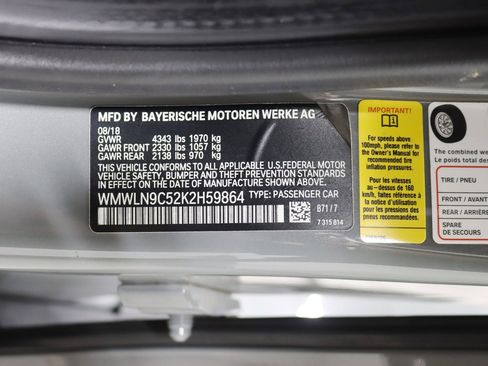 MFD BY BAYERISCHE MOTOREN WERKE AG
08/18
GVWR 4343 lbs 1970 kg
GAWR FRONT 2330 lbs 1057 kg
GAWR REAR 2138 lbs 970 kg
THIS VEHICLE CONFORMS TO ALL APPLICABLE U.S.FEDERAL MOTOR
VEHICLE SAFETY, BUMPER AND THEFT PREVENTION STANDARDS
IN EFFECT ON THE DATE OF MANUFACTURE SHOWN ABOVE.
WMWLN9C52K2H59864 TYPE: PASSENGER CAR
B71 / 7
7 315 814
IMPORTANT!
For speeds above
100mph, please refer to
the Owner's Manual for
recommended tire
inflation pressures.
Pour des vitesses
au-dessus de 160
km/h, référez-vous à
la notice d'utilisation
pour les pressions de
gonflage
recommandées.
The combined we
Le poids total des
TIRE / PNEU
FRONT / AVANT
REAR / ARRIÈRE
SPARE
DE SECOURS